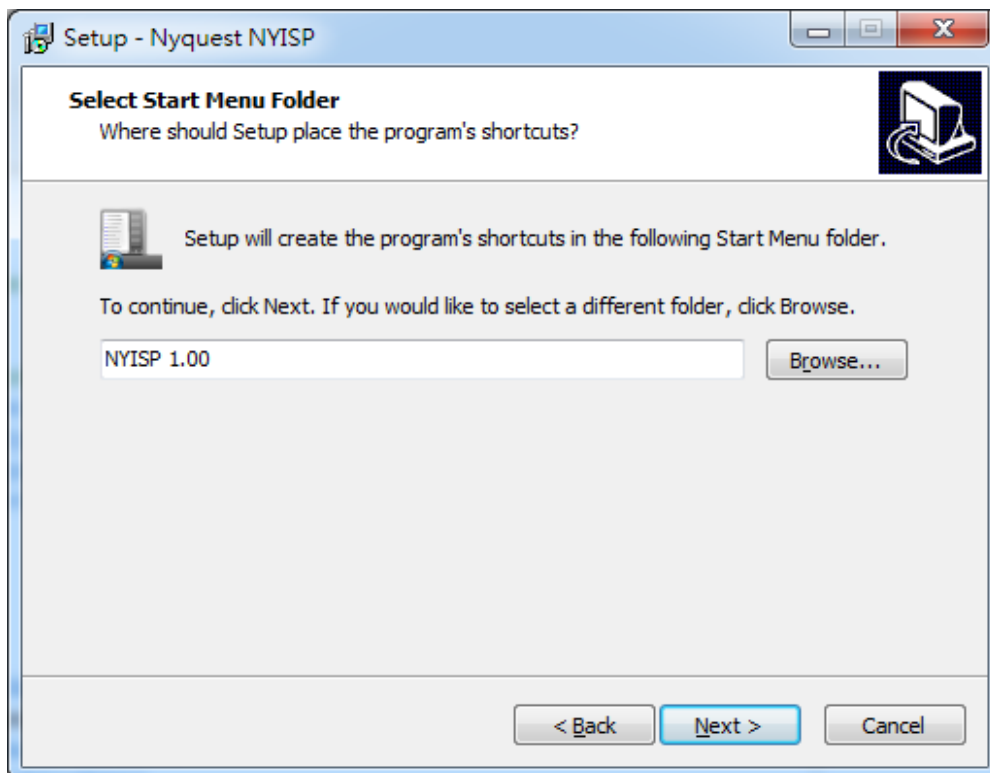 Setup - Nyquest NYISP
Select Start Menu Folder
Where should Setup place the program's shortcuts?
Setup will create the program's shortcuts in the following Start Menu folder.
To continue, click Next. If you would like to select a different folder, click Browse.
NYISP 1.00
Browse...
< Back
Next >
Cancel